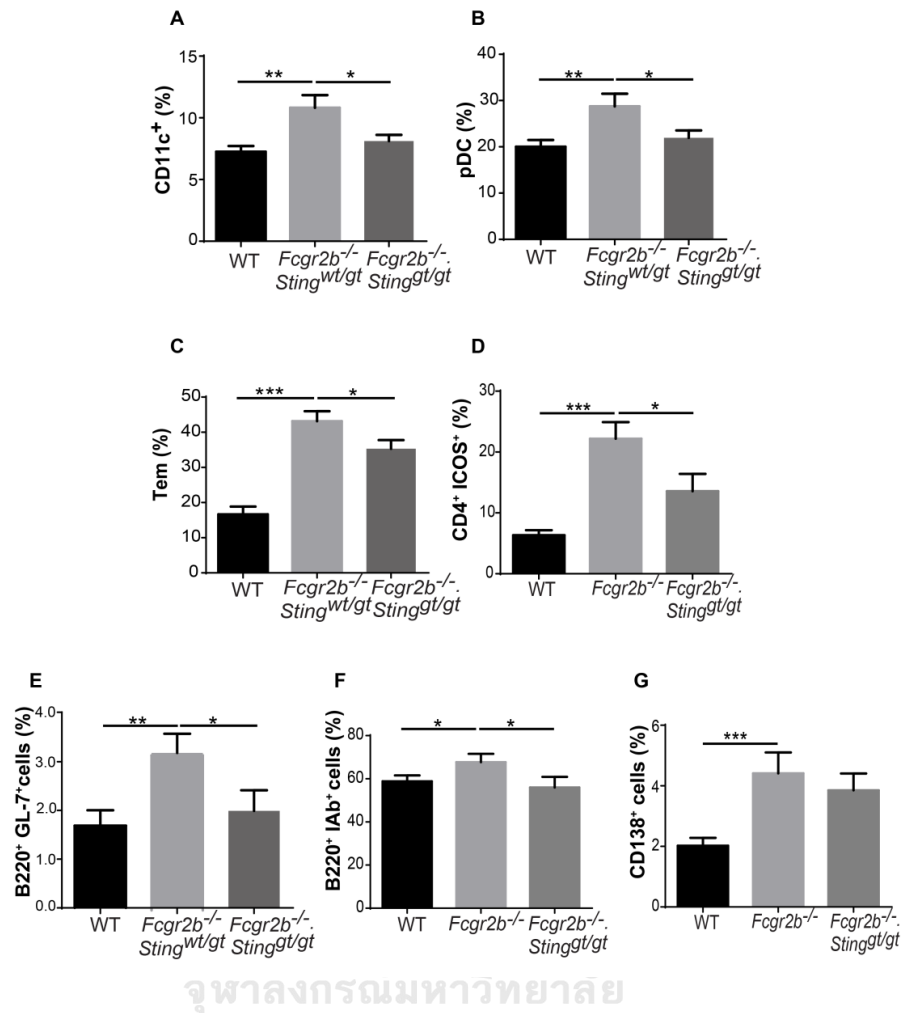 A
CD11c⁺ (%)
15
10
5
0
** *
WT Fcgr2b⁻/⁻ Fcgr2b⁻/⁻.
Stingʷᵗ/ᵍᵗ Stingᵍᵗ/ᵍᵗ
B
pDC (%)
40
30
20
10
0
** *
WT Fcgr2b⁻/⁻ Fcgr2b⁻/⁻.
Stingʷᵗ/ᵍᵗ Stingᵍᵗ/ᵍᵗ
C
Tem (%)
50
40
30
20
10
0
*** *
WT Fcgr2b⁻/⁻ Fcgr2b⁻/⁻.
Stingʷᵗ/ᵍᵗ Stingᵍᵗ/ᵍᵗ
D
CD4⁺ ICOS⁺ (%)
30
20
10
0
*** *
WT Fcgr2b⁻/⁻ Fcgr2b⁻/⁻.
Stingᵍᵗ/ᵍᵗ
E
B220⁺ GL-7⁺cells (%)
4.0
3.0
2.0
1.0
0.0
** *
WT Fcgr2b⁻/⁻ Fcgr2b⁻/⁻.
Stingʷᵗ/ᵍᵗ Stingᵍᵗ/ᵍᵗ
F
B220⁺ IAb⁺ cells (%)
80
60
40
20
0
* *
WT Fcgr2b⁻/⁻ Fcgr2b⁻/⁻.
Stingᵍᵗ/ᵍᵗ
G
CD138⁺ cells (%)
6
4
2
0
***
WT Fcgr2b⁻/⁻ Fcgr2b⁻/⁻.
Stingᵍᵗ/ᵍᵗ
จุฬาลงกรณมหาวิทยาลัย